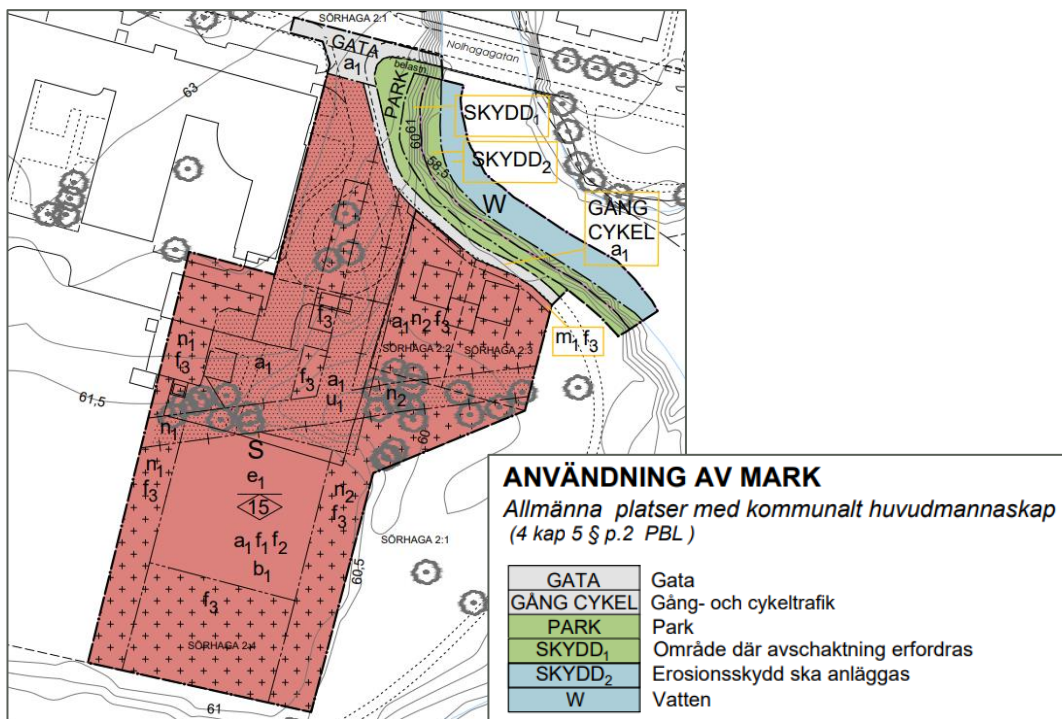 SÖRHAGA 2:1
GATA
a1
Nolhagagatan
belastn
PARK
63
SKYDD1
6061
58,5
SKYDD2
W
GÅNG
CYKEL
a1
f3
a1 n2 f3
SÖRHAGA 2:2
SÖRHAGA 2:3
m1 f3
n1
f3
a1
f3
a1
u1
n2
61,5
n1
S
60
n1
f3
e1
15
n2
f3
a1 f1 f2
b1
SÖRHAGA 2:1
60,5
f3
SÖRHAGA 2:4
61
ANVÄNDNING AV MARK
Allmänna platser med kommunalt huvudmannaskap
(4 kap 5 § p.2 PBL )
GATA Gata
GÅNG CYKEL Gång- och cykeltrafik
PARK Park
SKYDD1 Område där avschaktning erfordras
SKYDD2 Erosionsskydd ska anläggas
W Vatten